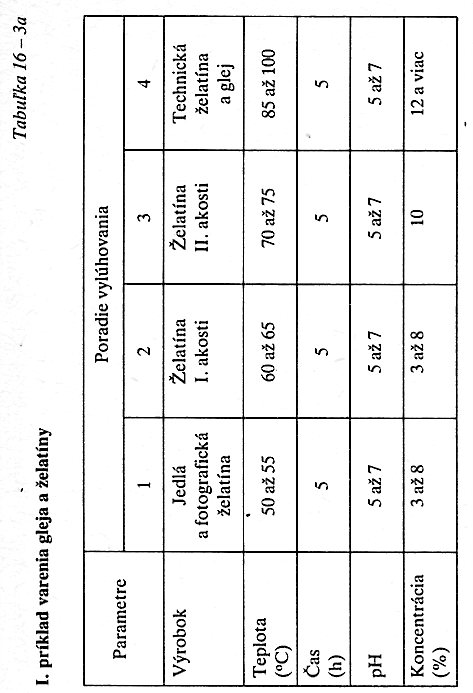 Tabuľka 16 – 3a
I. príklad varenia gleja a želatíny
Parametre
Poradie vylúhovania
1 2 3 4
Výrobok
Jedlá
a fotografická
želatína
Želatína
I. akosti
Želatína
II. akosti
Technická
želatína
a glej
Teplota
(°C)
50 až 55 60 až 65 70 až 75 85 až 100
Čas
(h)
5 5 5 5
pH 5 až 7 5 až 7 5 až 7 5 až 7
Koncentrácia
(%)
3 až 8 3 až 8 10 12 a viac